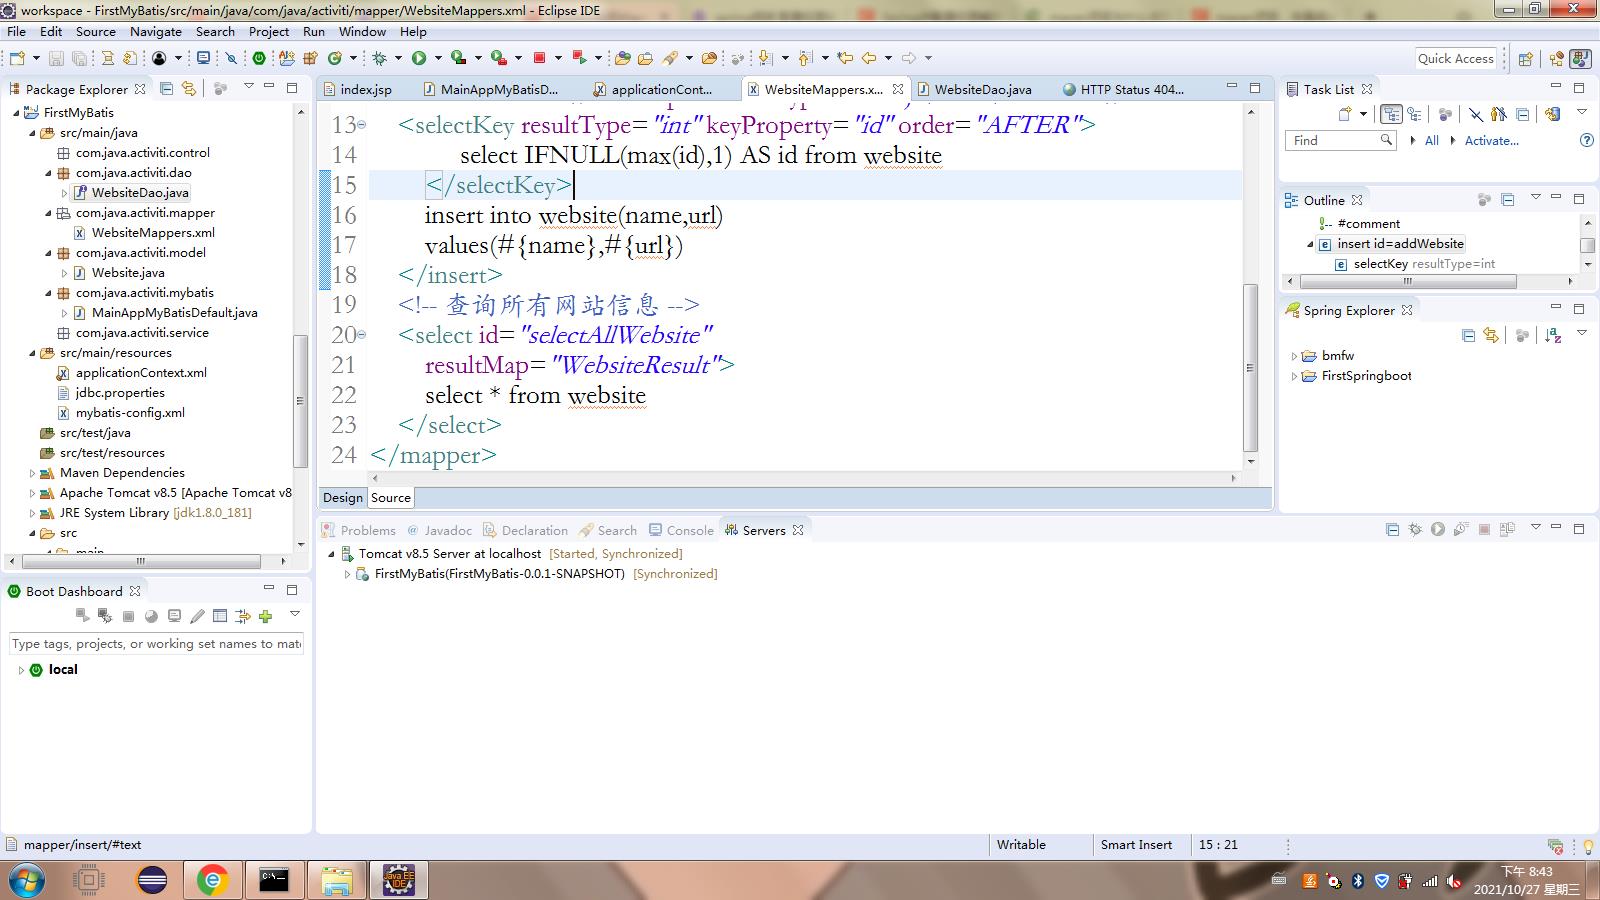 workspace - FirstMyBatis/src/main/java/com/java/activiti/mapper/WebsiteMappers.xml - Eclipse IDE
File Edit Source Navigate Search Project Run Window Help
Quick Access
Package Explorer
FirstMyBatis
src/main/java
com.java.activiti.control
com.java.activiti.dao
WebsiteDao.java
com.java.activiti.mapper
WebsiteMappers.xml
com.java.activiti.model
Website.java
com.java.activiti.mybatis
MainAppMyBatisDefault.java
com.java.activiti.service
src/main/resources
applicationContext.xml
jdbc.properties
mybatis-config.xml
src/test/java
src/test/resources
Maven Dependencies
Apache Tomcat v8.5 [Apache Tomcat v8
JRE System Library [jdk1.8.0_181]
src
main
index.jsp MainAppMyBatisD... applicationCont... WebsiteMappers.x... WebsiteDao.java HTTP Status 404...
13 <selectKey resultType="int" keyProperty="id" order="AFTER">
14 select IFNULL(max(id),1) AS id from website
15 </selectKey>
16 insert into website(name,url)
17 values(#{name},#{url})
18 </insert>
19 <!-- 查询所有网站信息 -->
20 <select id="selectAllWebsite"
21 resultMap="WebsiteResult">
22 select * from website
23 </select>
24 </mapper>
Design Source
Task List
Find All Activate...
Outline
#comment
insert id=addWebsite
selectKey resultType=int
Spring Explorer
bmfw
FirstSpringboot
Problems Javadoc Declaration Search Console Servers
Tomcat v8.5 Server at localhost [Started, Synchronized]
FirstMyBatis(FirstMyBatis-0.0.1-SNAPSHOT) [Synchronized]
Boot Dashboard
Type tags, projects, or working set names to mat
local
mapper/insert/#text Writable Smart Insert 15 : 21
下午 8:43
2021/10/27 星期三